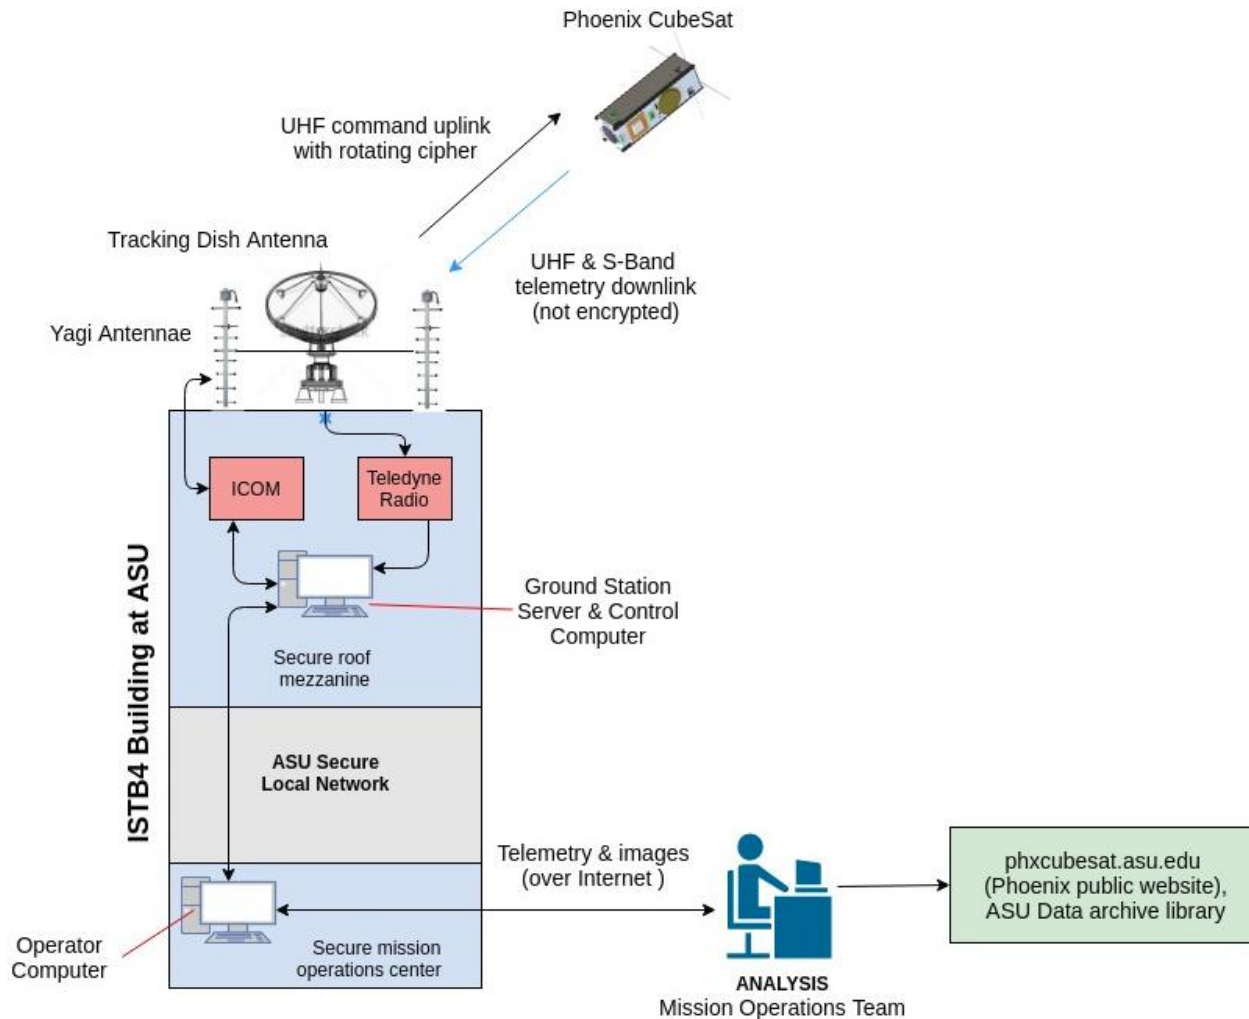 Phoenix CubeSat
UHF command uplink
with rotating cipher
Tracking Dish Antenna
UHF & S-Band
telemetry downlink
(not encrypted)
Yagi Antennae
ICOM
Teledyne
Radio
ISTB4 Building at ASU
Ground Station
Server & Control
Computer
Secure roof
mezzanine
ASU Secure
Local Network
Telemetry & images
(over Internet )
phxcubesat.asu.edu
(Phoenix public website),
ASU Data archive library
Operator
Computer
Secure mission
operations center
ANALYSIS
Mission Operations Team